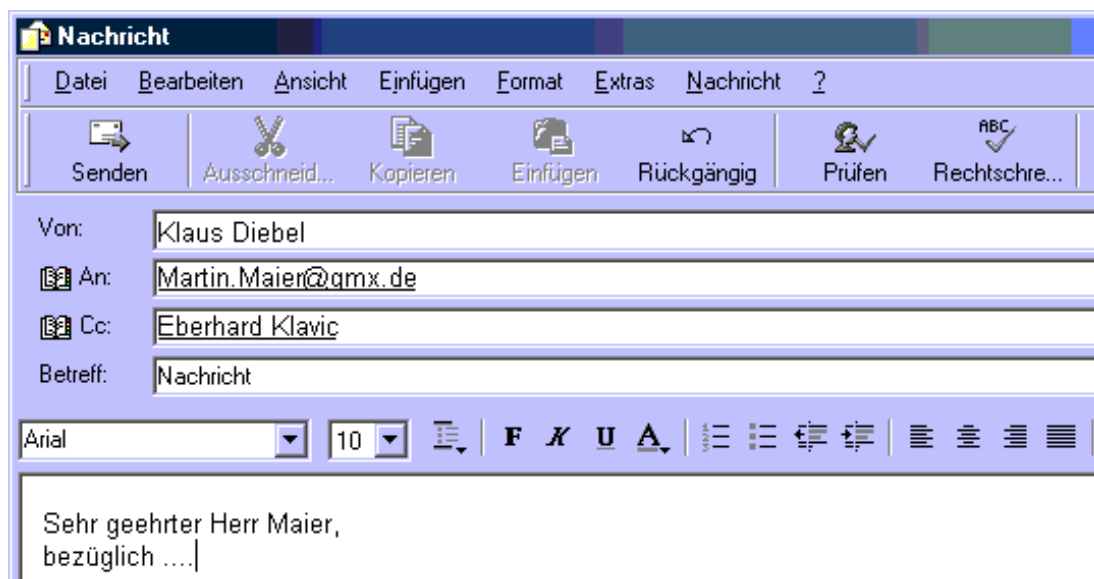 Nachricht
Datei Bearbeiten Ansicht Einfügen Format Extras Nachricht ?
ABC
Senden Ausschneid... Kopieren Einfügen Rückgängig Prüfen Rechtschre...
Von: Klaus Diebel
An: Martin.Maier@gmx.de
Cc: Eberhard Klavic
Betreff: Nachricht
Arial 10 F K U A
Sehr geehrter Herr Maier,
bezüglich ....